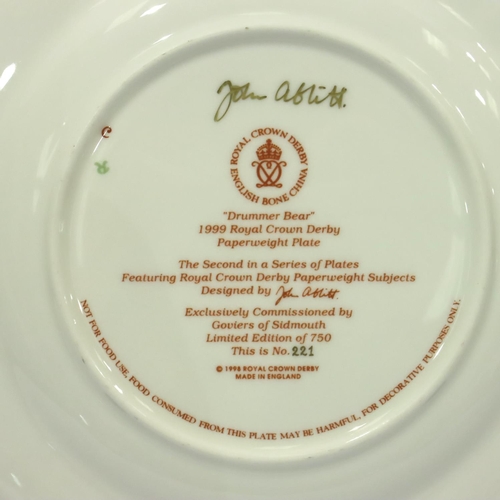 John Ablitt.
ROYAL CROWN DERBY
ENGLISH BONE CHINA
"Drummer Bear"
1999 Royal Crown Derby
Paperweight Plate
The Second in a Series of Plates
Featuring Royal Crown Derby Paperweight Subjects
Designed by John Ablitt.
Exclusively Commissioned by
Goviers of Sidmouth
Limited Edition of 750
This is No. 221
© 1998 ROYAL CROWN DERBY
MADE IN ENGLAND
NOT FOR FOOD USE. FOOD CONSUMED FROM THIS PLATE MAY BE HARMFUL. FOR DECORATIVE PURPOSES ONLY.